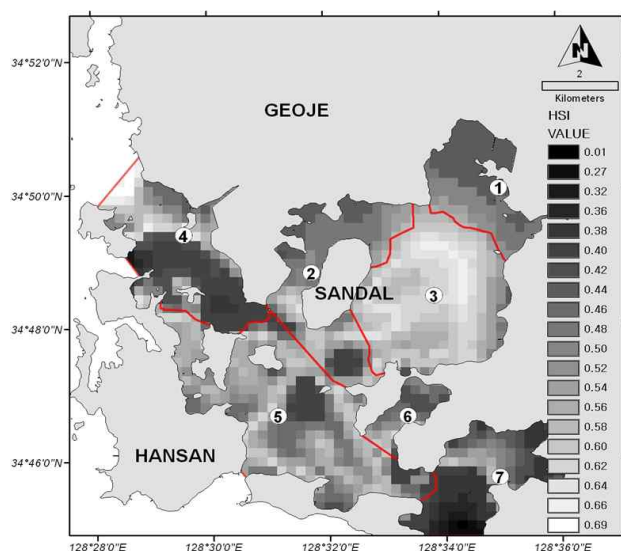 34°52'0"N
34°50'0"N
34°48'0"N
34°46'0"N
GEOJE
SANDAL
HANSAN
1
2
3
4
5
6
7
N
2
Kilometers
HSI
VALUE
0.01
0.27
0.32
0.36
0.38
0.40
0.42
0.44
0.46
0.48
0.50
0.52
0.54
0.56
0.58
0.60
0.62
0.64
0.66
0.69
128°28'0"E 128°30'0"E 128°32'0"E 128°34'0"E 128°36'0"E